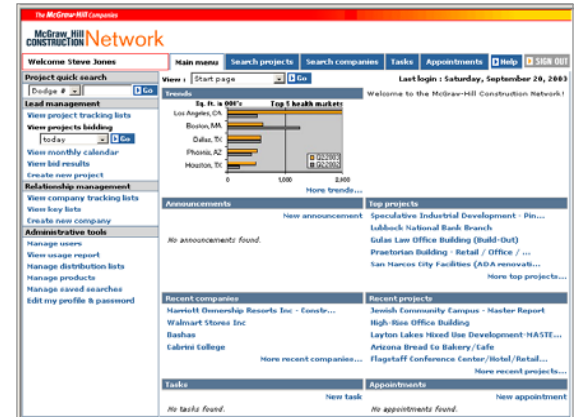 The McGraw-Hill Companies
McGraw_Hill
CONSTRUCTION Network
Welcome Steve Jones
Main menu Search projects Search companies Tasks Appointments Help SIGN OUT
Project quick search
Dodge # Go
View : Start page Go
Last login : Saturday, September 20, 2003
Lead management
View project tracking lists
View projects bidding
today Go
View monthly calendar
View bid results
Create new project
Relationship management
View company tracking lists
View key lists
Create new company
Administrative tools
Manage users
View usage report
Manage distribution lists
Manage products
Manage saved searches
Edit my profile & password
Trends
Sq. ft. in 000's Top 5 health markets
Los Angeles, CA
Boston, MA
Dallas, TX
Phoenix, AZ
Houston, TX
Q2 2003
Q2 2002
0 1,000 2,000
More trends...
Welcome to the McGraw-Hill Construction Network!
Announcements
New announcement
No announcements found.
Top projects
Speculative Industrial Development - Pin...
Lubbock National Bank Branch
Gulas Law Office Building (Build-Out)
Praetorian Building - Retail / Office / ...
San Marcos City Facilities (ADA renovati...
More top projects...
Recent companies
Marriott Ownership Resorts Inc - Constr...
Walmart Stores Inc
Bashas
Cabrini College
More recent companies...
Recent projects
Jewish Community Campus - Master Report
High-Rise Office Building
Layton Lakes Mixed Use Development-MASTE...
Arizona Bread Co Bakery/Cafe
Flagstaff Conference Center/Hotel/Retail...
More recent projects...
Tasks
New task
No tasks found.
Appointments
New appointment
No appointments found.